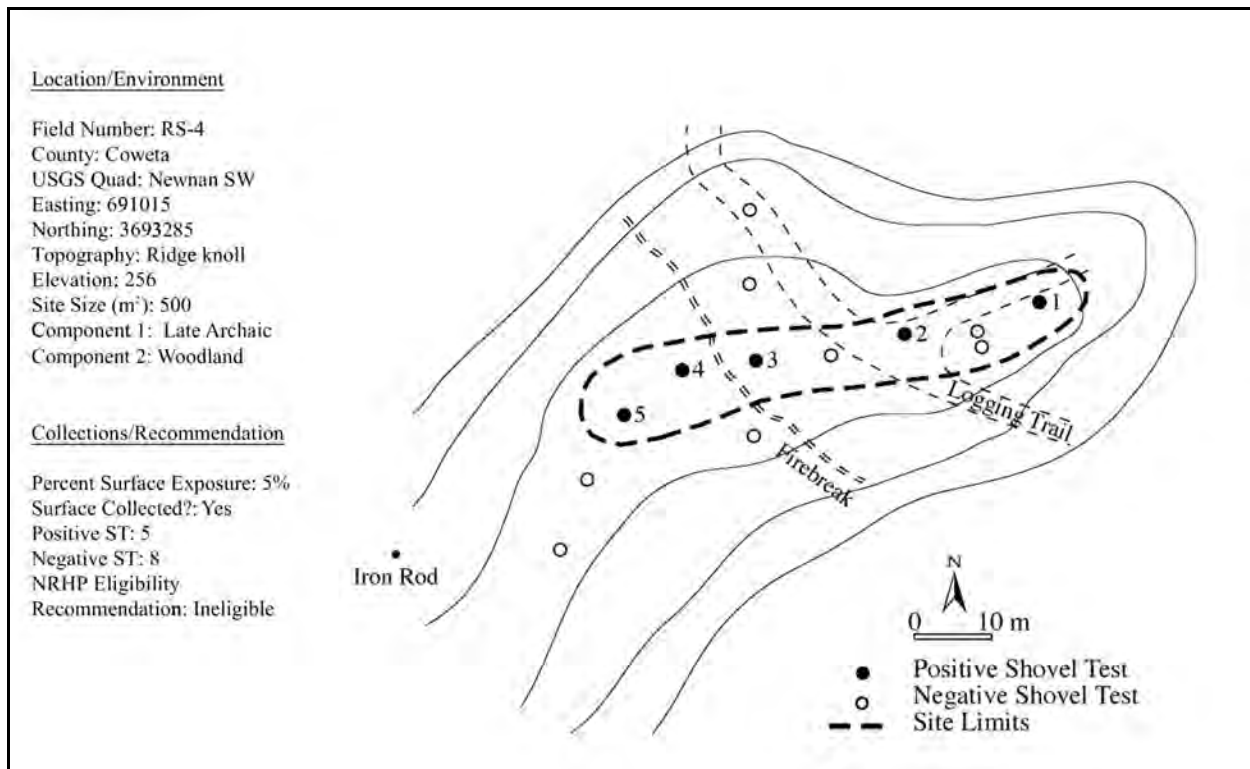 Location/Environment
Field Number: RS-4
County: Coweta
USGS Quad: Newnan SW
Easting: 691015
Northing: 3693285
Topography: Ridge knoll
Elevation: 256
Site Size (m²): 500
Component 1: Late Archaic
Component 2: Woodland
Collections/Recommendation
Percent Surface Exposure: 5%
Surface Collected?: Yes
Positive ST: 5
Negative ST: 8
NRHP Eligibility
Recommendation: Ineligible
1
2
3
4
5
Logging Trail
Firebreak
Iron Rod
N
0 10 m
Positive Shovel Test
Negative Shovel Test
Site Limits